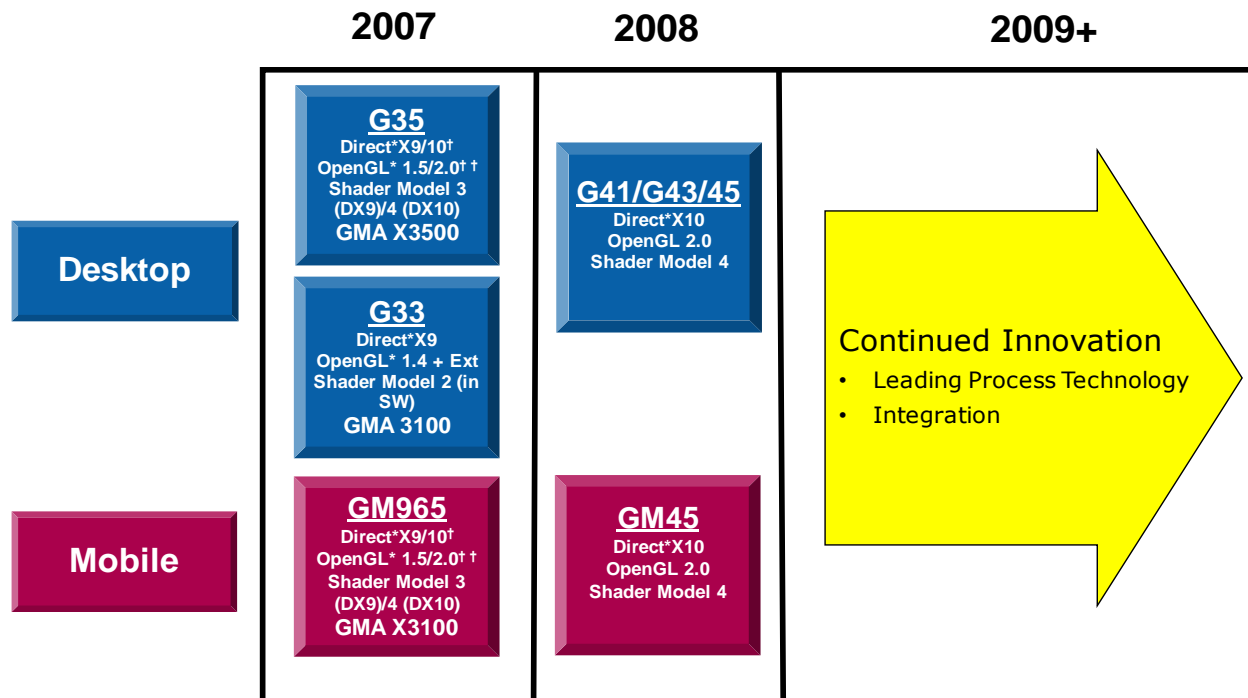 2007
2008
2009+
Desktop
G35
Direct*X9/10†
OpenGL* 1.5/2.0† †
Shader Model 3
(DX9)/4 (DX10)
GMA X3500
G33
Direct*X9
OpenGL* 1.4 + Ext
Shader Model 2 (in
SW)
GMA 3100
G41/G43/45
Direct*X10
OpenGL 2.0
Shader Model 4
Mobile
GM965
Direct*X9/10†
OpenGL* 1.5/2.0† †
Shader Model 3
(DX9)/4 (DX10)
GMA X3100
GM45
Direct*X10
OpenGL 2.0
Shader Model 4
Continued Innovation
• Leading Process Technology
• Integration